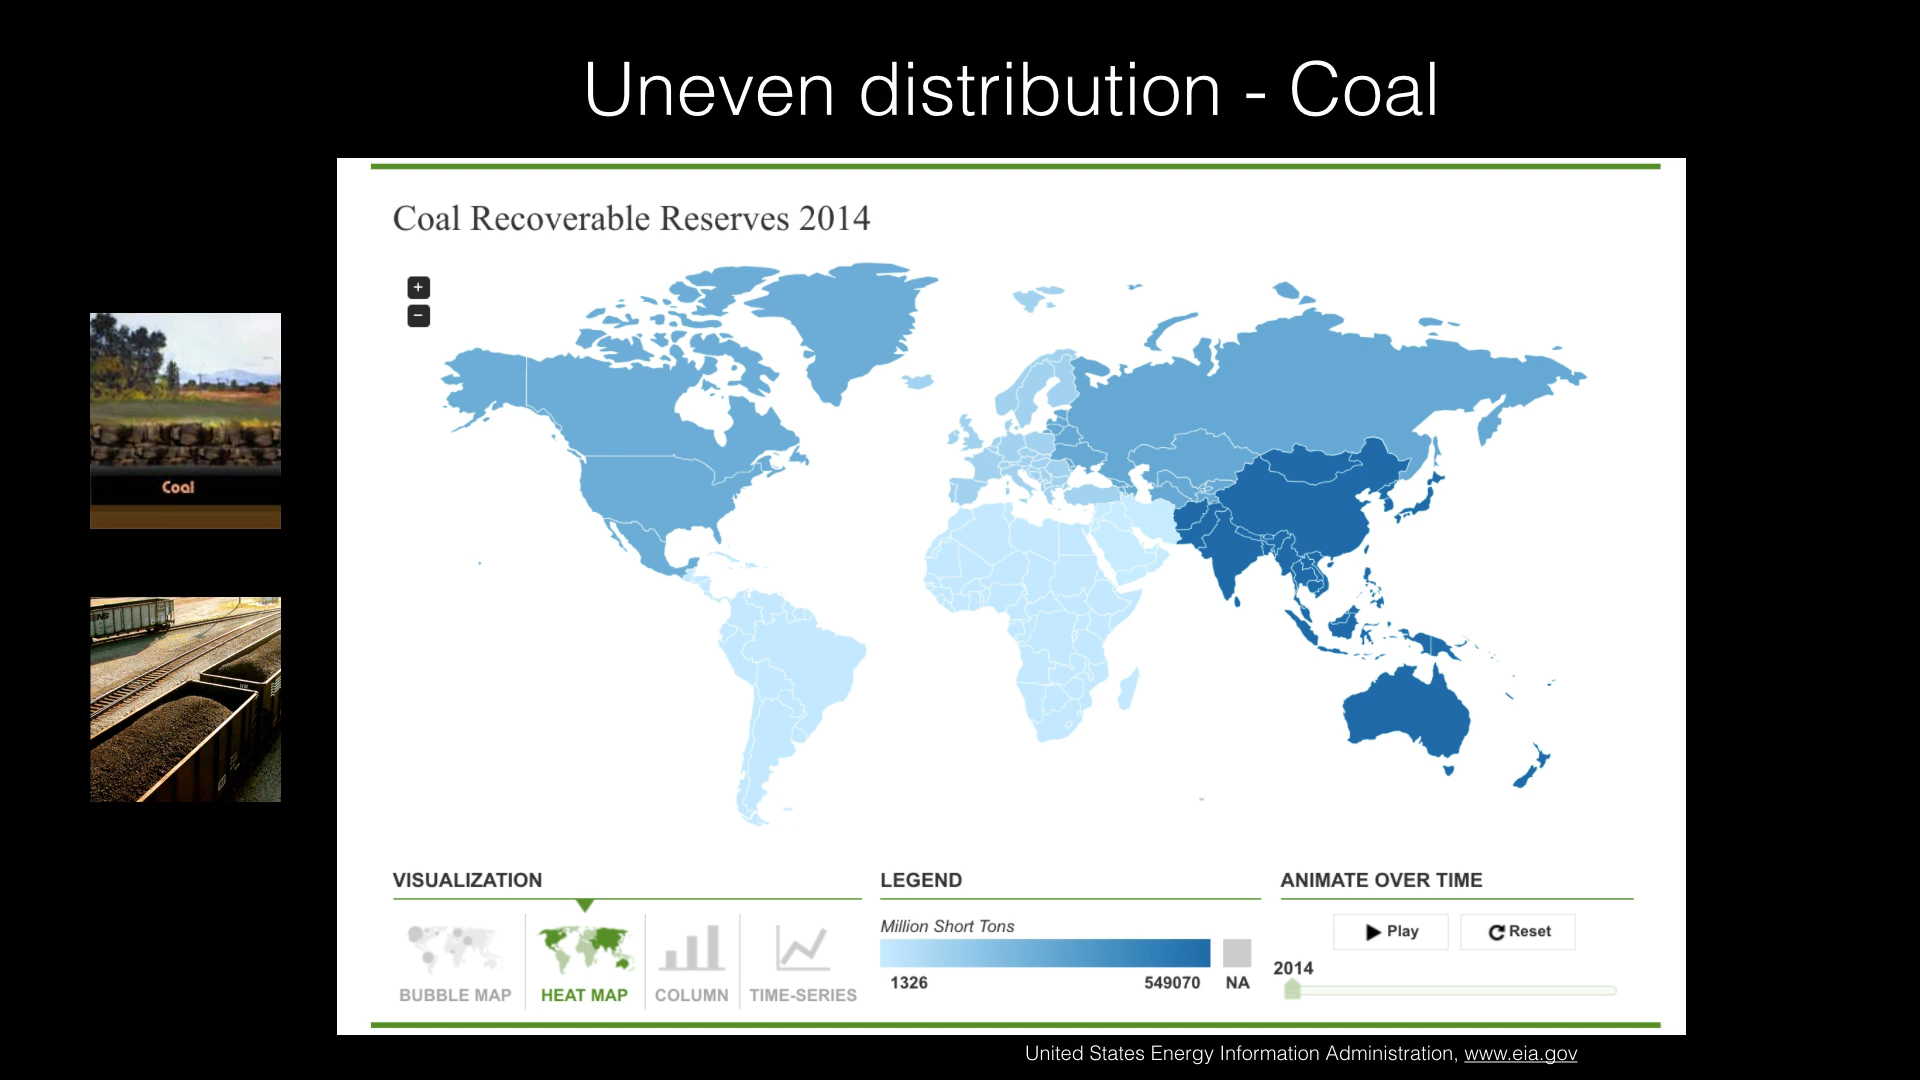 Uneven distribution - Coal
Coal Recoverable Reserves 2014
+
−
Coal
VISUALIZATION
BUBBLE MAP
HEAT MAP
COLUMN
TIME-SERIES
LEGEND
Million Short Tons
1326
549070
NA
ANIMATE OVER TIME
Play
Reset
2014
United States Energy Information Administration, www.eia.gov